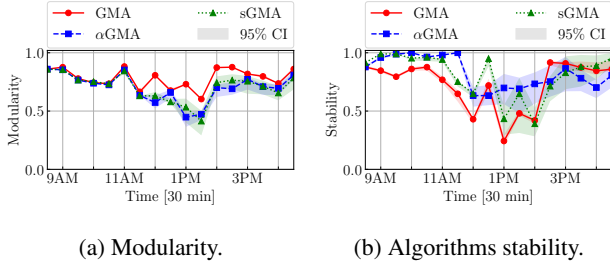 GMA
αGMA
sGMA
95% CI
Modularity
1.0
0.5
0.0
9AM 11AM 1PM 3PM
Time [30 min]
(a) Modularity.
GMA
αGMA
sGMA
95% CI
Stability
1.0
0.5
0.0
9AM 11AM 1PM 3PM
Time [30 min]
(b) Algorithms stability.